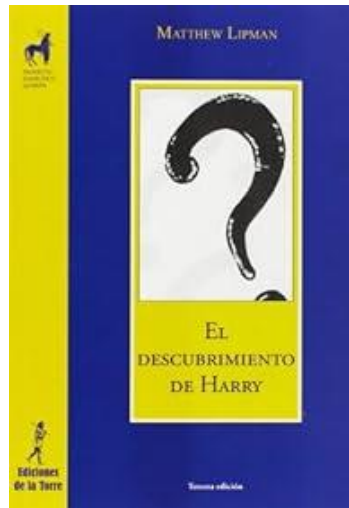 MATTHEW LIPMAN
EL
DESCUBRIMIENTO
DE HARRY
Ediciones
de la Torre
Tercera edición